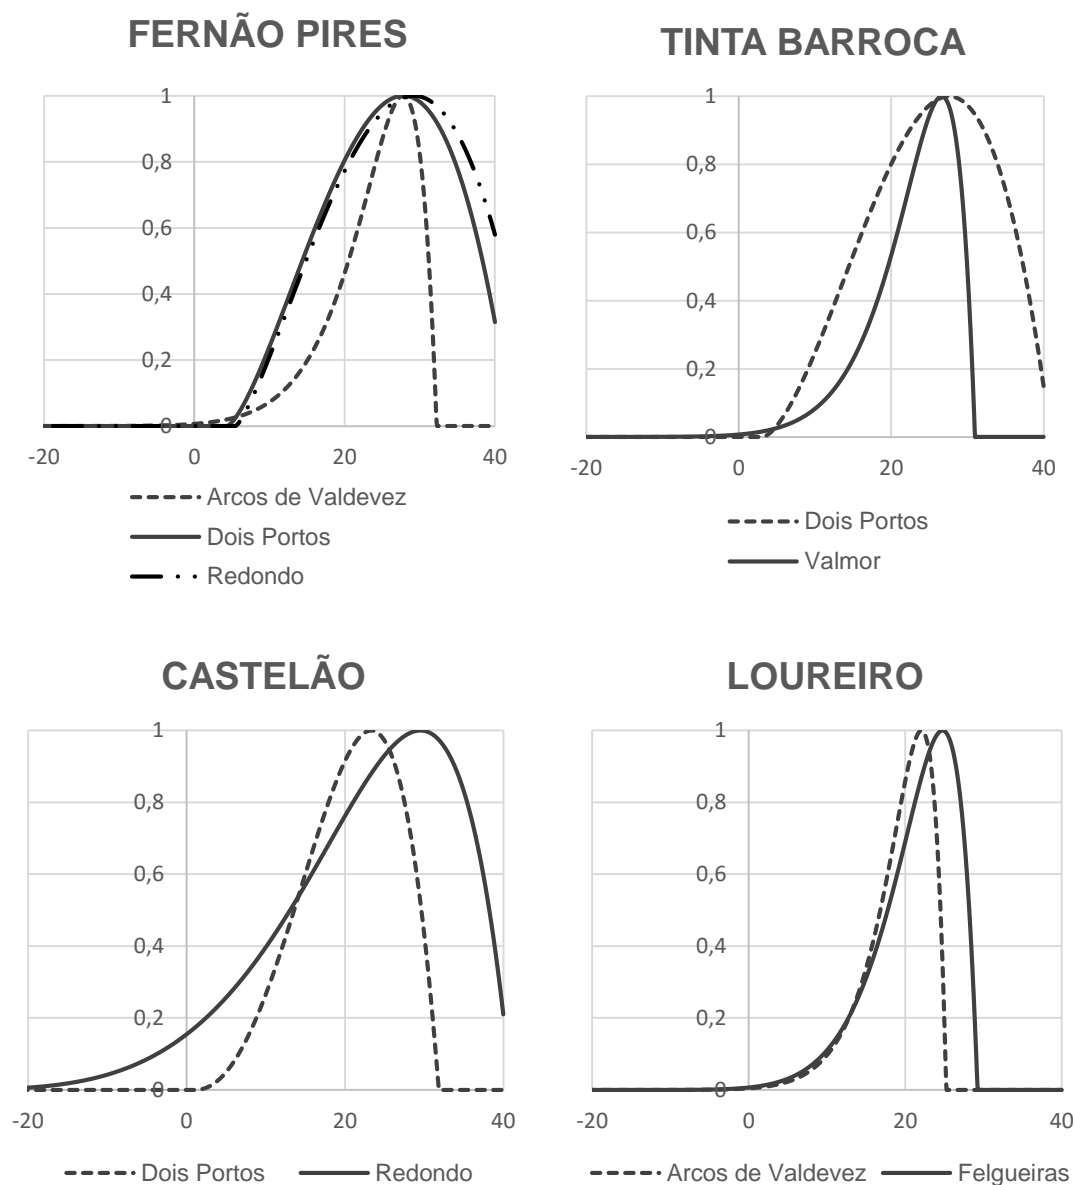 FERNÃO PIRES
1
0,8
0,6
0,4
0,2
0
-20 0 20 40
Arcos de Valdevez
Dois Portos
Redondo
TINTA BARROCA
1
0,8
0,6
0,4
0,2
0
-20 0 20 40
Dois Portos
Valmor
CASTELÃO
1
0,8
0,6
0,4
0,2
0
-20 0 20 40
Dois Portos Redondo
LOUREIRO
1
0,8
0,6
0,4
0,2
0
-20 0 20 40
Arcos de Valdevez Felgueiras